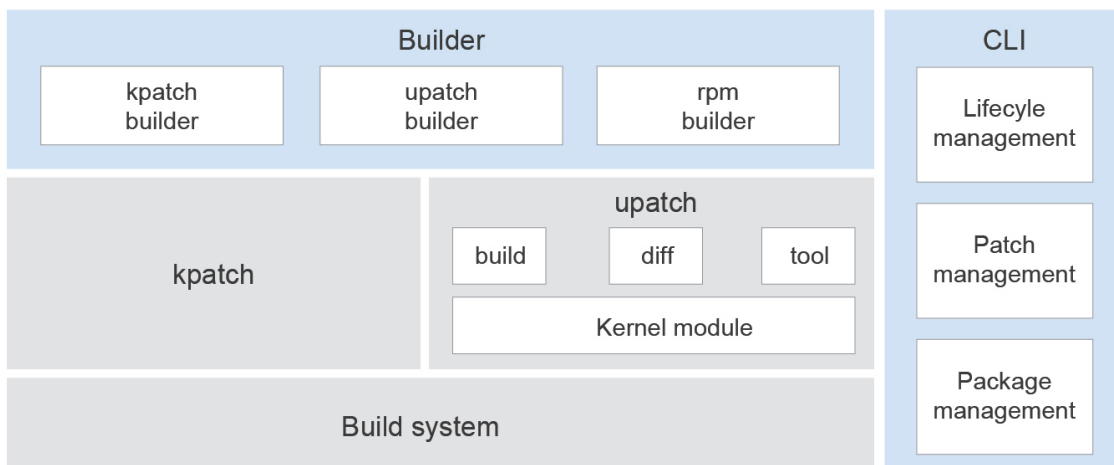 Builder
kpatch
builder
upatch
builder
rpm
builder
kpatch
upatch
build
diff
tool
Kernel module
Build system
CLI
Lifecyle
management
Patch
management
Package
management